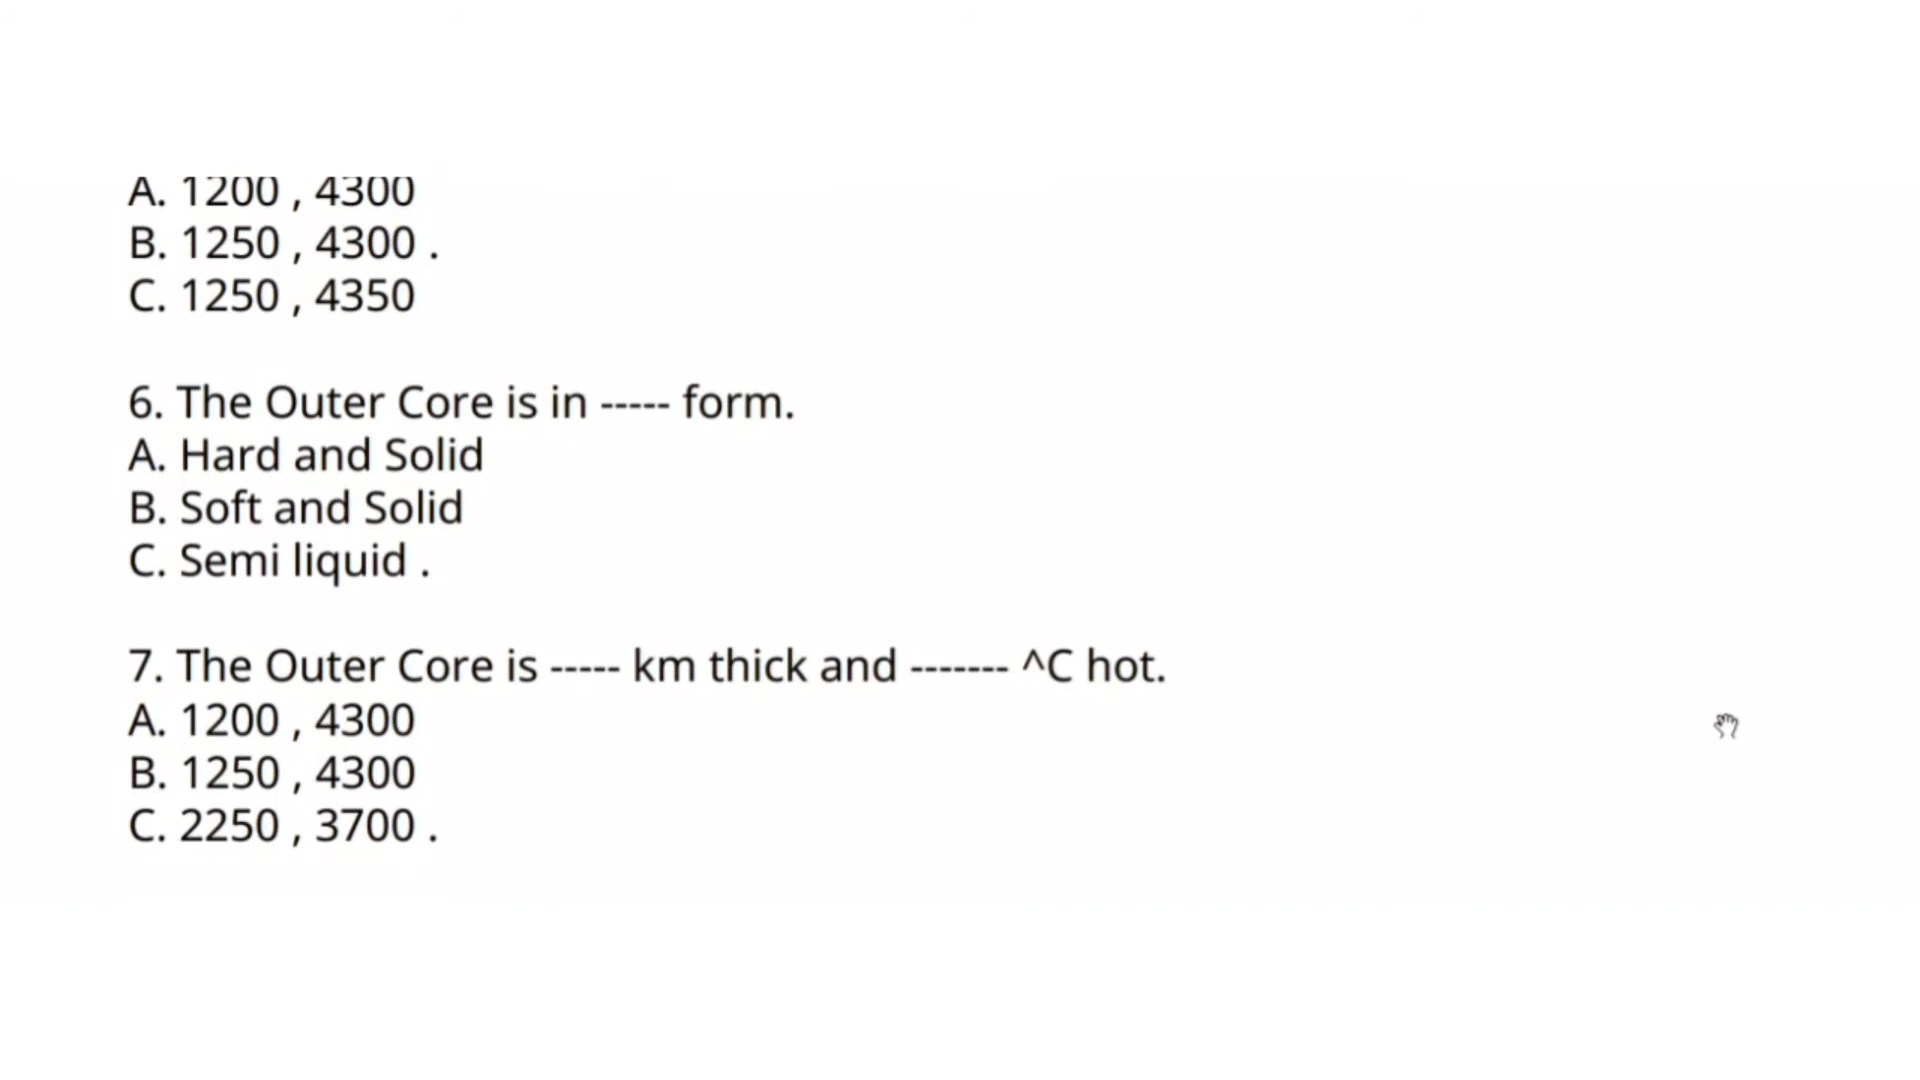 A. 1200 , 4300
B. 1250 , 4300 .
C. 1250 , 4350
6. The Outer Core is in ----- form.
A. Hard and Solid
B. Soft and Solid
C. Semi liquid .
7. The Outer Core is ----- km thick and ------- ^C hot.
A. 1200 , 4300
B. 1250 , 4300
C. 2250 , 3700 .